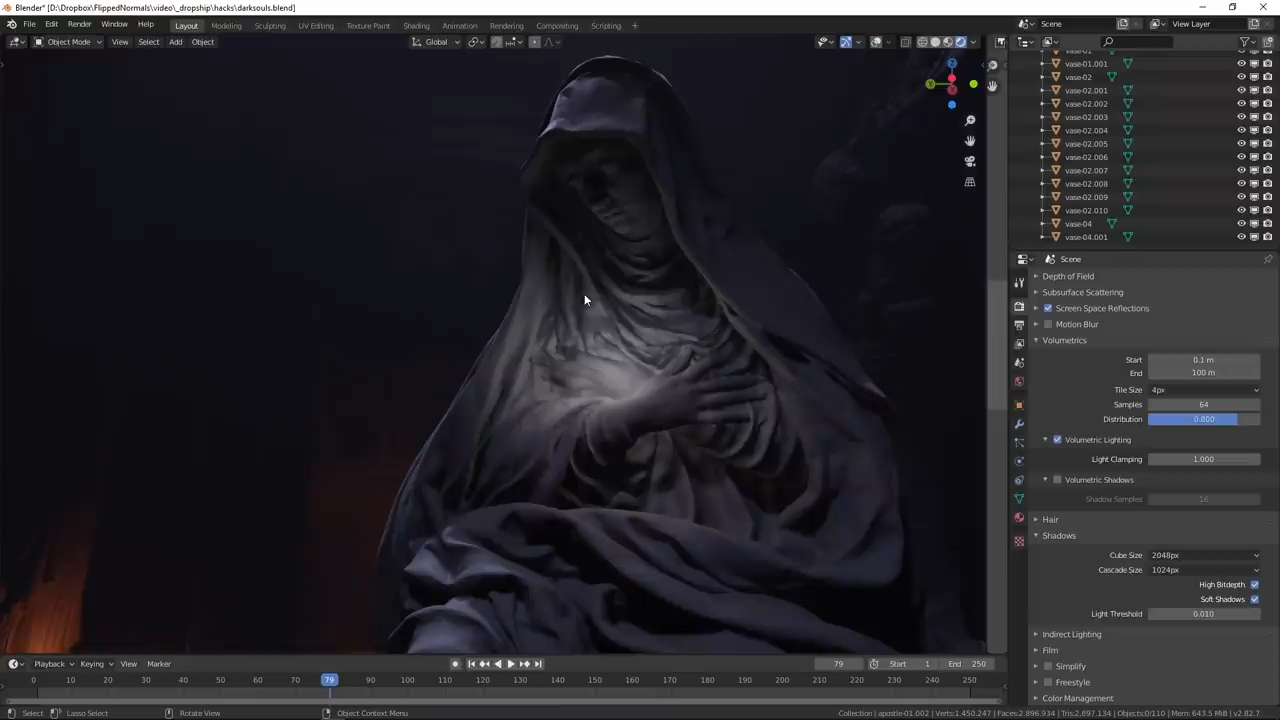 Blender* [D:\Dropbox\FlippedNormals\video\_dropship\hacks\darksouls.blend]
File Edit Render Window Help Layout Modeling Sculpting UV Editing Texture Paint Shading Animation Rendering Compositing Scripting + Scene View Layer
Object Mode View Select Add Object Global
vase-01.001
vase-02
vase-02.001
vase-02.002
vase-02.003
vase-02.004
vase-02.005
vase-02.006
vase-02.007
vase-02.008
vase-02.009
vase-02.010
vase-04
vase-04.001
Scene
Depth of Field
Subsurface Scattering
Screen Space Reflections
Motion Blur
Volumetrics
Start 0.1 m
End 100 m
Tile Size 4px
Samples 64
Distribution 0.800
Volumetric Lighting
Light Clamping 1.000
Volumetric Shadows
Shadow Samples 16
Hair
Shadows
Cube Size 2048px
Cascade Size 1024px
High Bitdepth
Soft Shadows
Light Threshold 0.010
Indirect Lighting
Film
Simplify
Freestyle
Color Management
Z
Y
Playback Keying View Marker 79 Start 1 End 250
0 10 20 30 40 50 60 70 79 90 100 110 120 130 140 150 160 170 180 190 200 210 220 230 240 250
Select Lasso Select Rotate View Object Context Menu Collection | apostle-01.002 | Verts:1,450,247 | Faces:2,896,934 | Tris:2,897,134 | Objects:0/110 | Mem: 643.5 MiB | v2.82.7